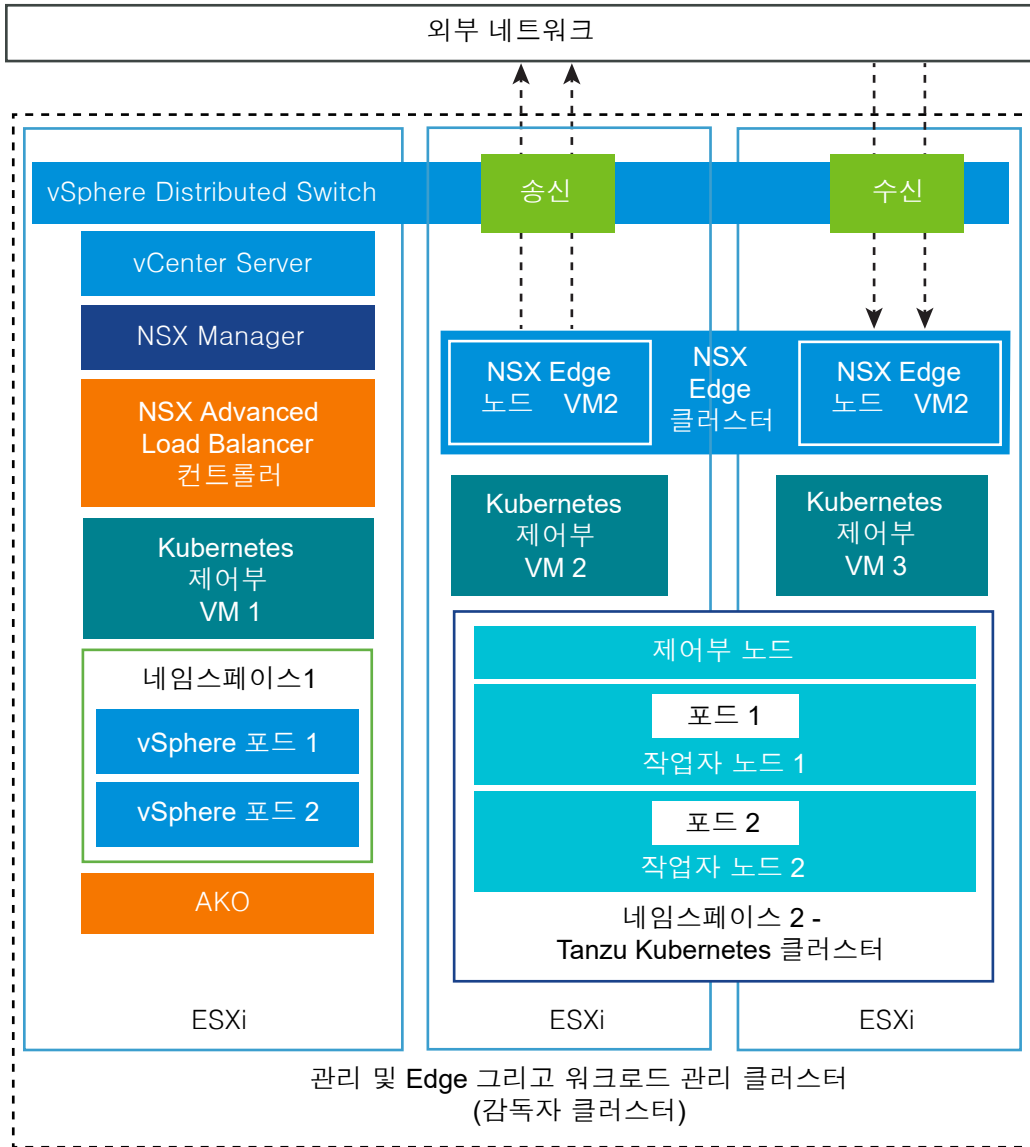 외부 네트워크
vSphere Distributed Switch
송신
수신
vCenter Server
NSX Manager
NSX Advanced
Load Balancer
컨트롤러
Kubernetes
제어부
VM 1
네임스페이스1
vSphere 포드 1
vSphere 포드 2
AKO
ESXi
NSX Edge
노드 VM2
NSX
Edge
클러스터
NSX Edge
노드 VM2
Kubernetes
제어부
VM 2
Kubernetes
제어부
VM 3
제어부 노드
포드 1
작업자 노드 1
포드 2
작업자 노드 2
네임스페이스 2 -
Tanzu Kubernetes 클러스터
ESXi
ESXi
관리 및 Edge 그리고 워크로드 관리 클러스터
(감독자 클러스터)